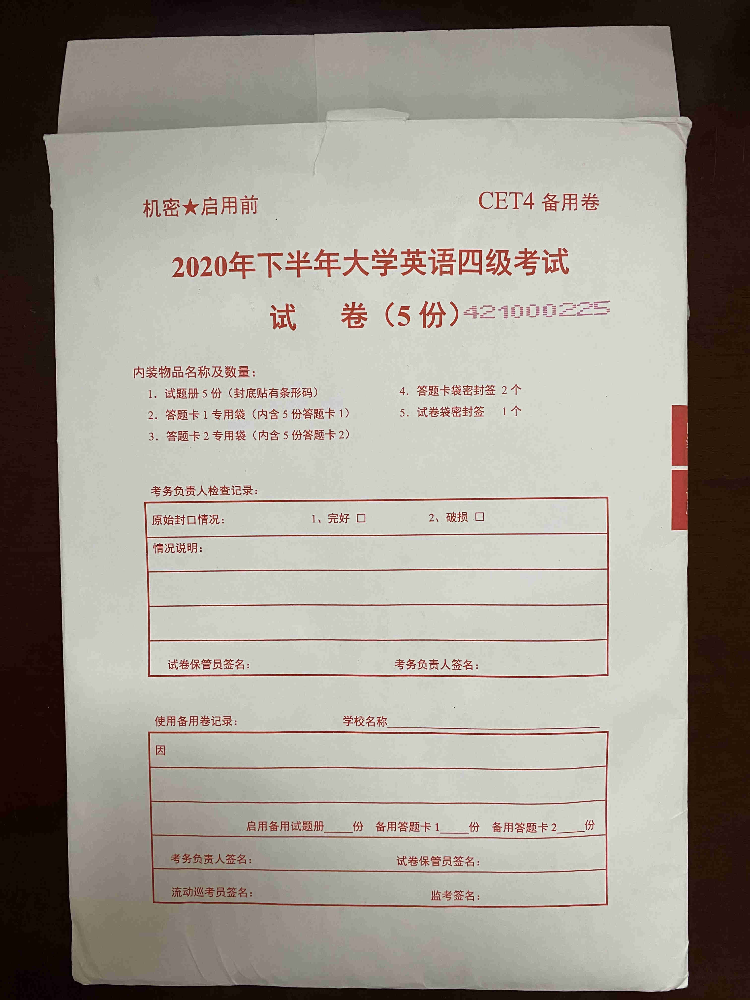 机密★启用前
CET4 备用卷
2020年下半年大学英语四级考试
试 卷（5 份）421000225
内装物品名称及数量：
1. 试题册 5 份（封底贴有条形码）
2. 答题卡 1 专用袋（内含 5 份答题卡 1）
3. 答题卡 2 专用袋（内含 5 份答题卡 2）
4. 答题卡袋密封签 2 个
5. 试卷袋密封签 1 个
考务负责人检查记录：
原始封口情况： 1、完好 □ 2、破损 □
情况说明：
试卷保管员签名： 考务负责人签名：
使用备用卷记录： 学校名称
因
启用备用试题册_____份 备用答题卡 1_____份 备用答题卡 2_____份
考务负责人签名： 试卷保管员签名：
流动巡考员签名： 监考签名：